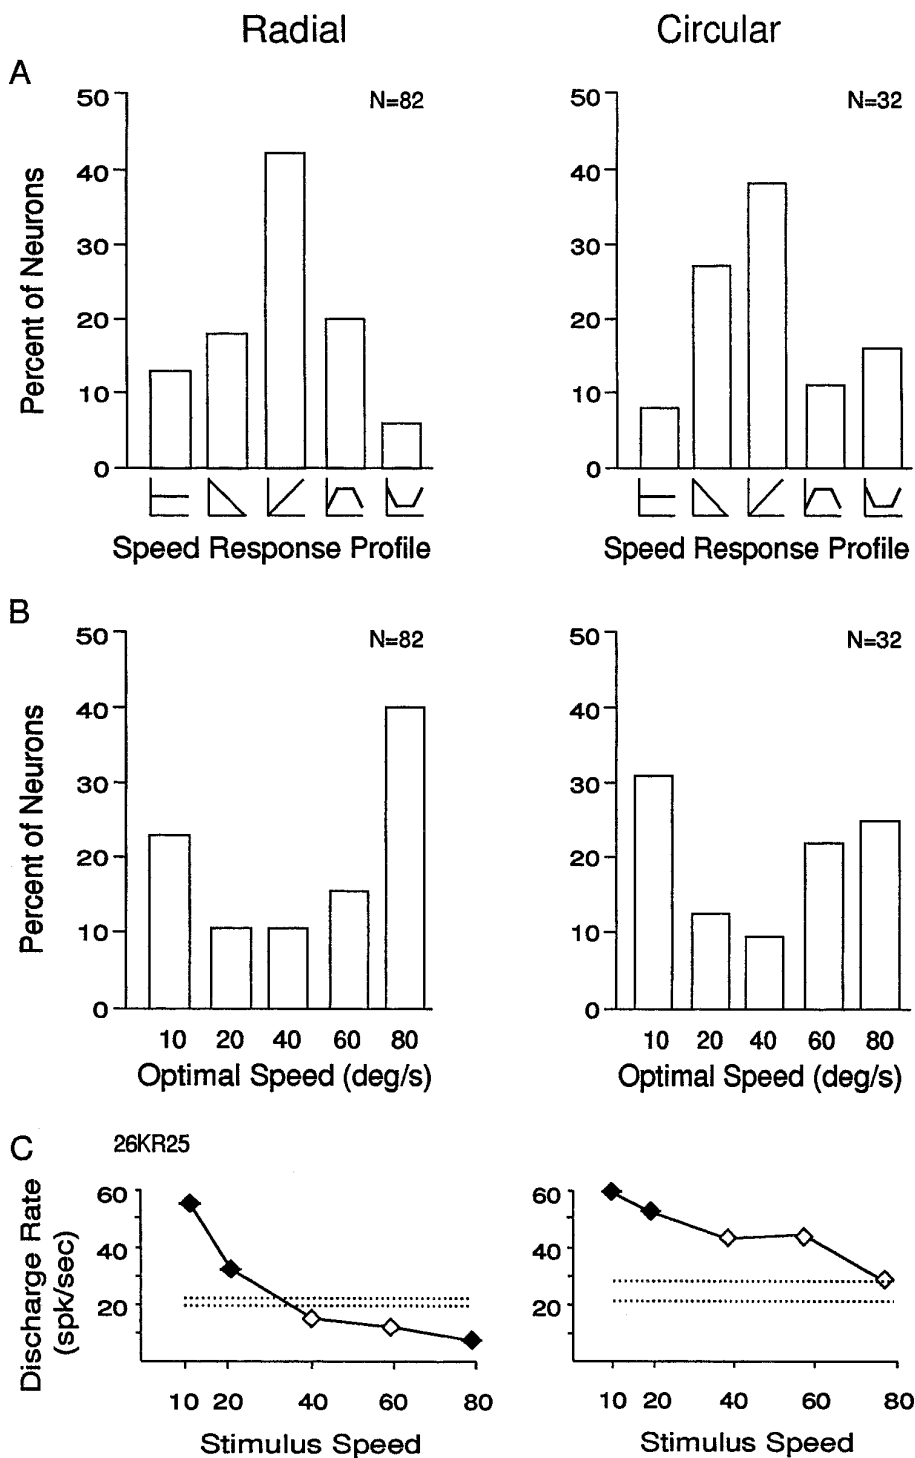 Radial Circular
A
50 N=82
40
30
20
10
0
Percent of Neurons
Speed Response Profile
50 N=32
40
30
20
10
0
Speed Response Profile
B
50 N=82
40
30
20
10
0
Percent of Neurons
10 20 40 60 80
Optimal Speed (deg/s)
50 N=32
40
30
20
10
0
10 20 40 60 80
Optimal Speed (deg/s)
C 26KR25
60
40
20
Discharge Rate
(spk/sec)
10 20 40 60 80
Stimulus Speed
60
40
20
10 20 40 60 80
Stimulus Speed